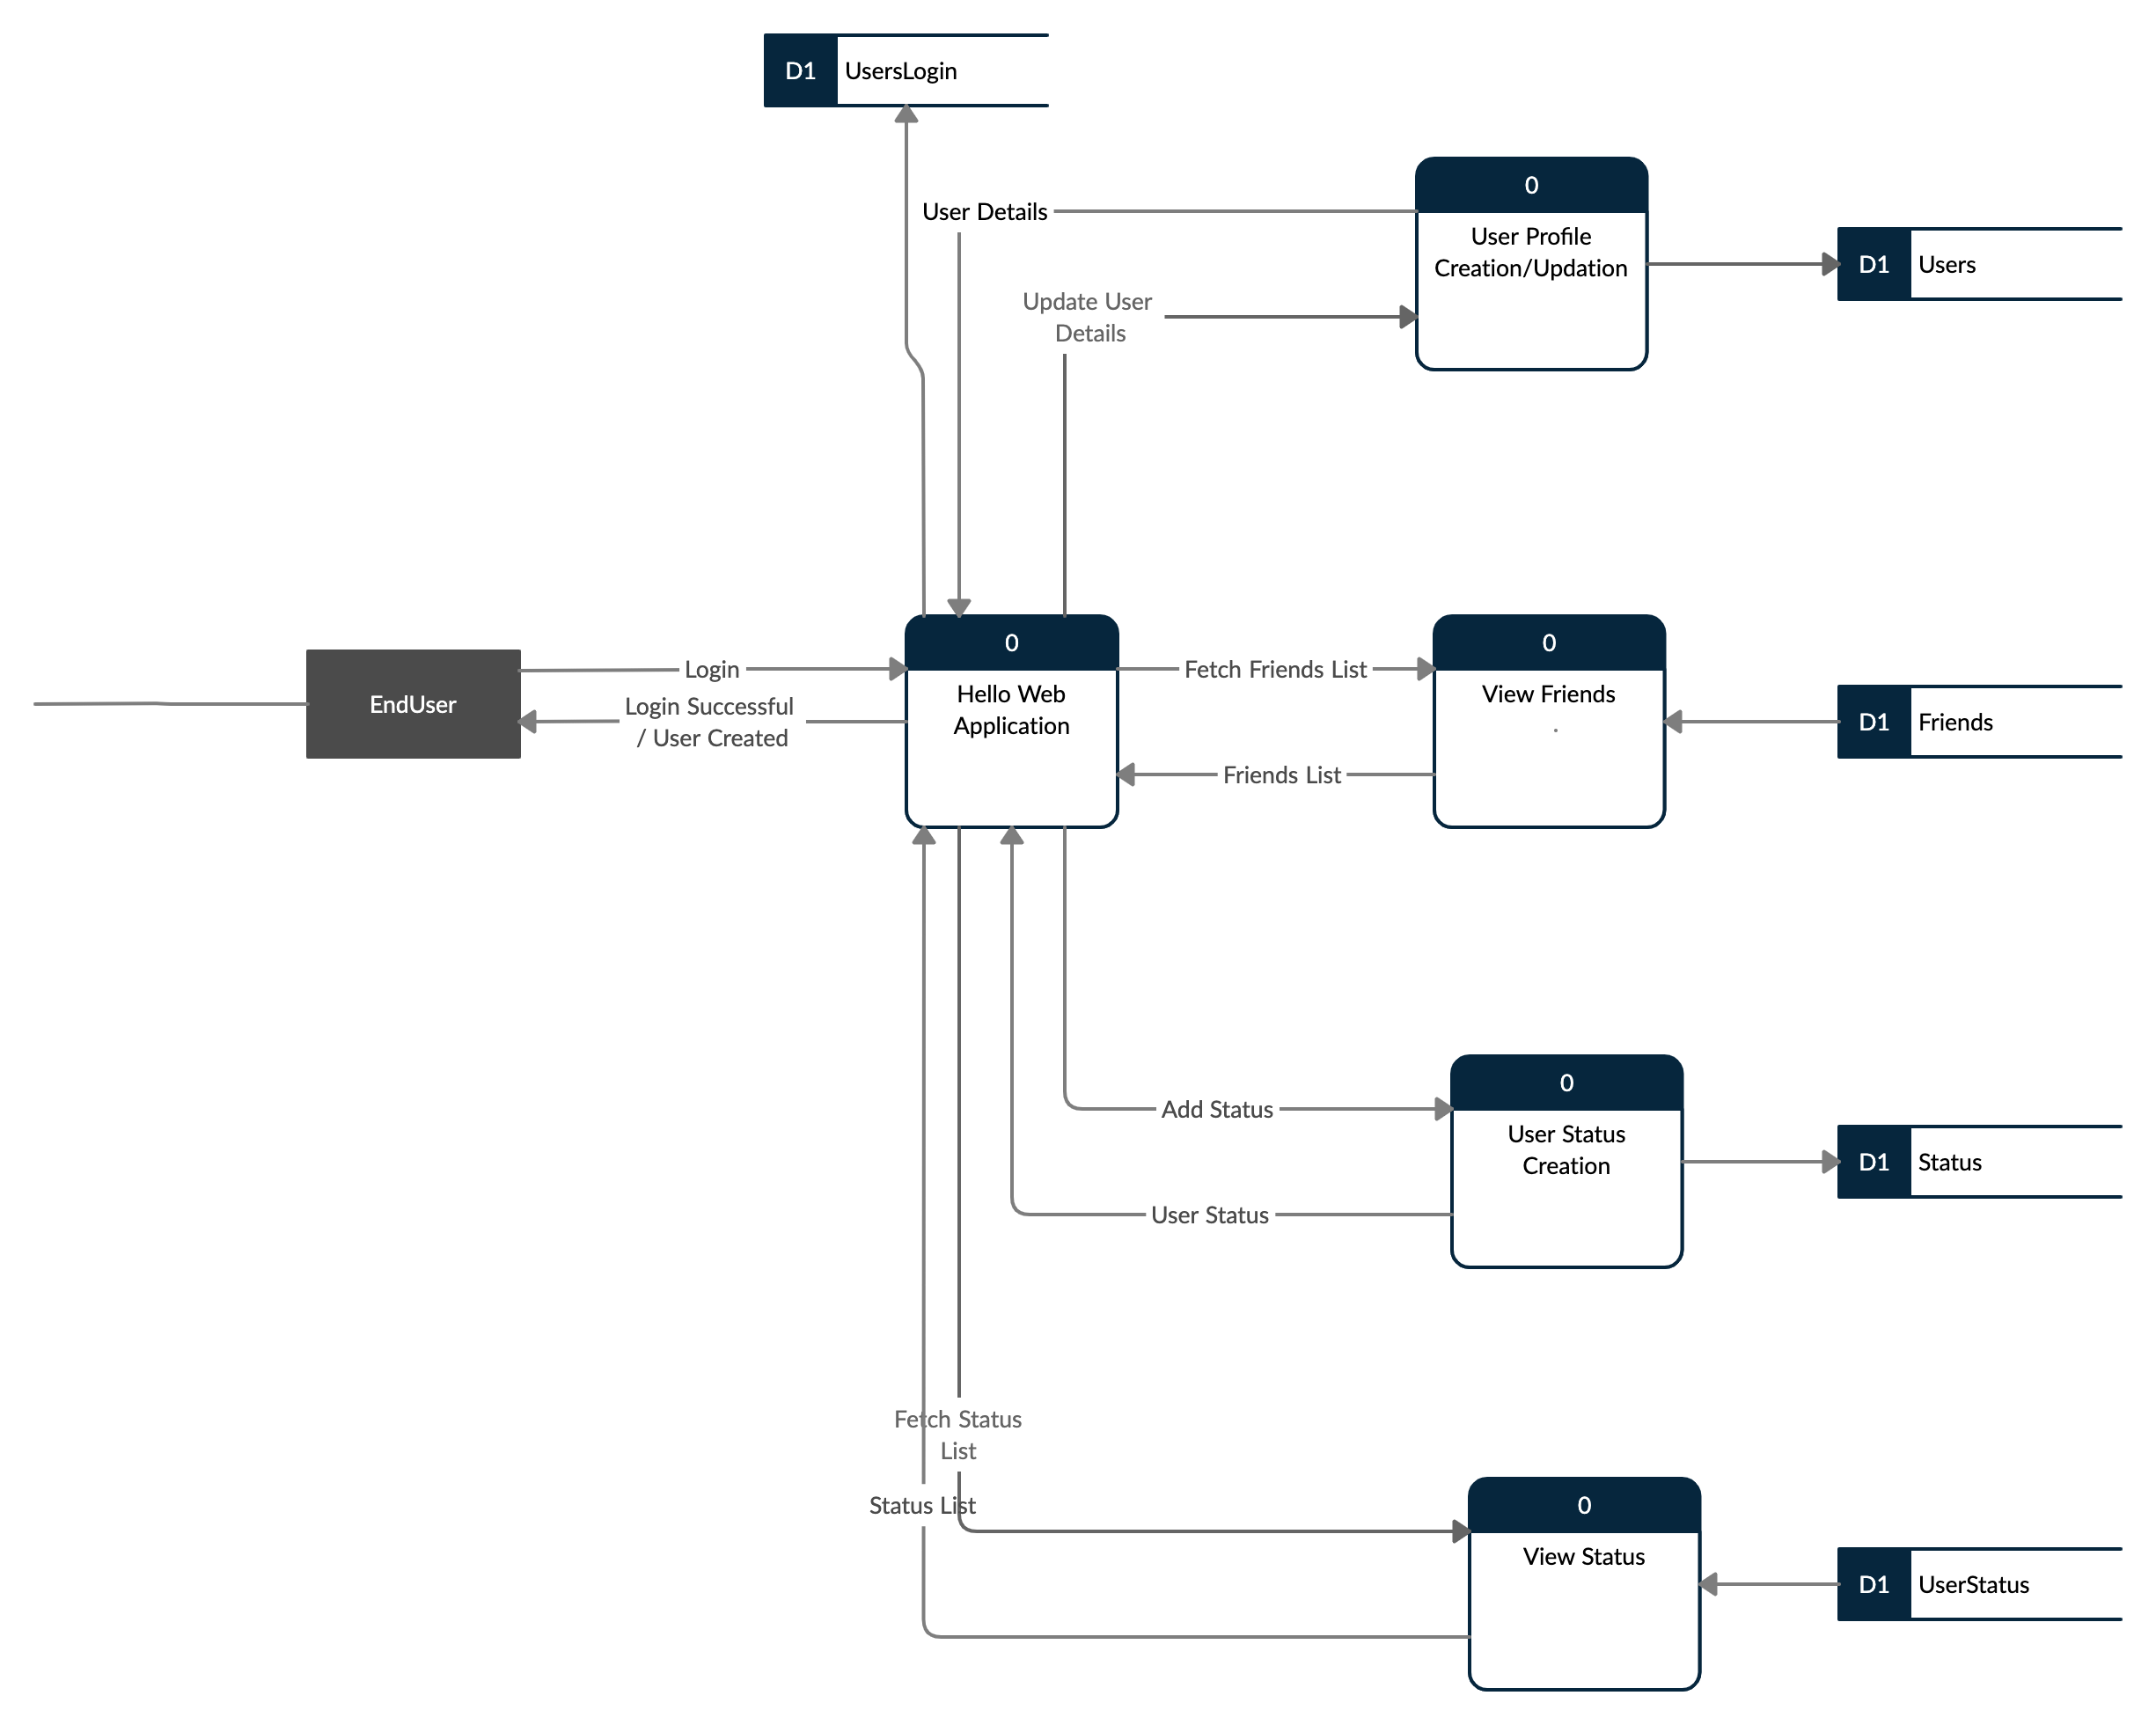 D1
UsersLogin
0
User Details
User Profile
Creation/Updation
D1
Users
Update User
Details
0
0
Login
Fetch Friends List
Hello Web
Application
View Friends
.
EndUser
Login Successful
/ User Created
D1
Friends
Friends List
0
Add Status
User Status
Creation
D1
Status
User Status
Fetch Status
List
Status List
0
View Status
D1
UserStatus